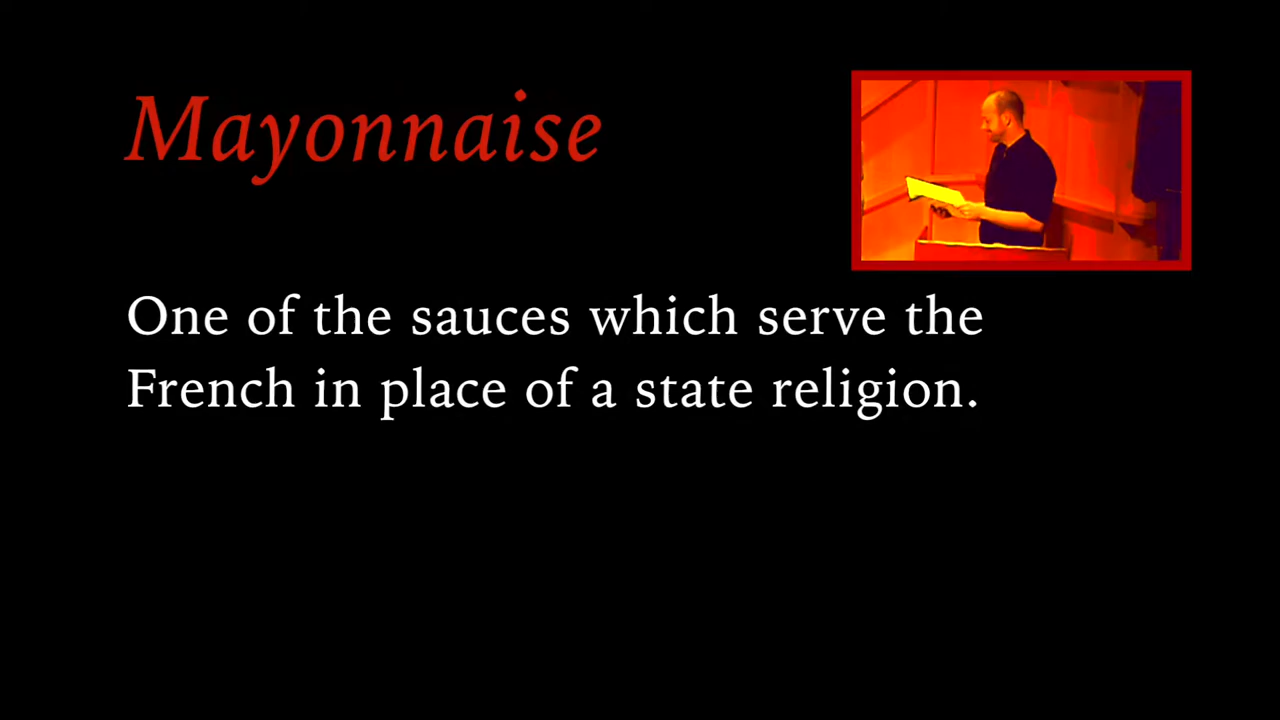 Mayonnaise
One of the sauces which serve the
French in place of a state religion.